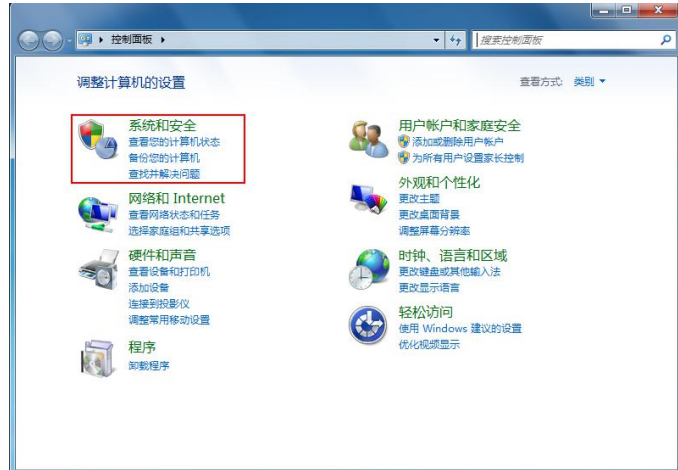 控制面板
搜索控制面板
调整计算机的设置
查看方式: 类别
系统和安全
查看您的计算机状态
备份您的计算机
查找并解决问题
网络和 Internet
查看网络状态和任务
选择家庭组和共享选项
硬件和声音
查看设备和打印机
添加设备
连接到投影仪
调整常用移动设置
程序
卸载程序
用户帐户和家庭安全
添加或删除用户帐户
为所有用户设置家长控制
外观和个性化
更改主题
更改桌面背景
调整屏幕分辨率
时钟、语言和区域
更改键盘或其他输入法
更改显示语言
轻松访问
使用 Windows 建议的设置
优化视频显示